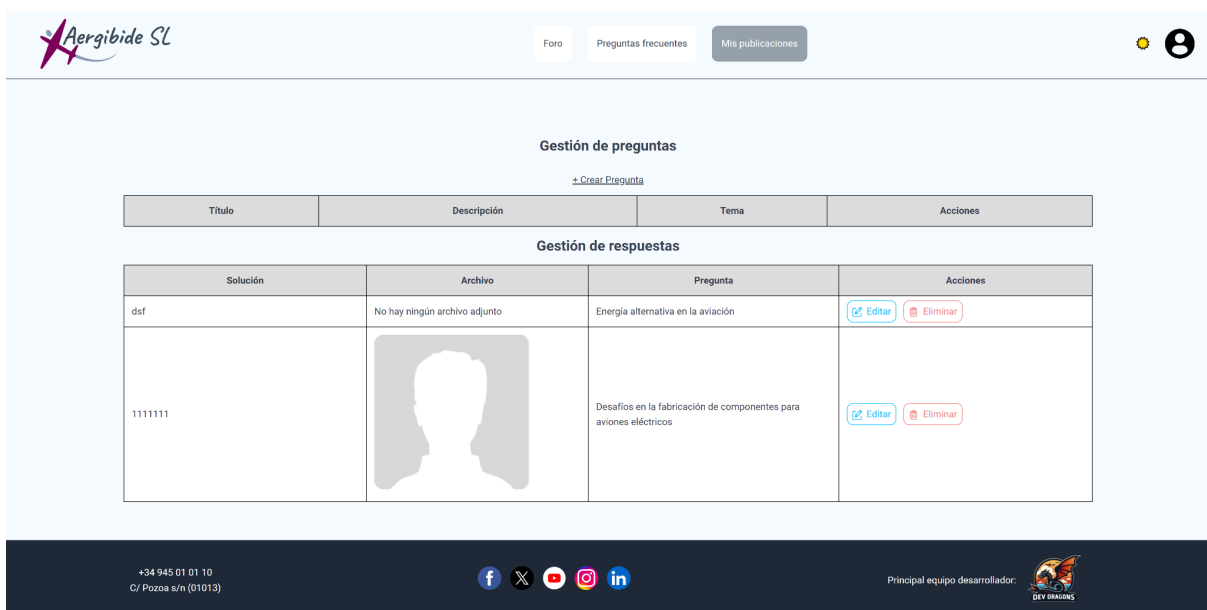 Aergibide SL
Foro
Preguntas frecuentes
Mis publicaciones
Gestión de preguntas
+ Crear Pregunta
Título Descripción Tema Acciones
Gestión de respuestas
Solución Archivo Pregunta Acciones
dsf No hay ningún archivo adjunto Energía alternativa en la aviación Editar Eliminar
1111111 Desafíos en la fabricación de componentes para
aviones eléctricos Editar Eliminar
+34 945 01 01 10
C/ Pozoa s/n (01013)
Principal equipo desarrollador:
DEV DRAGONS